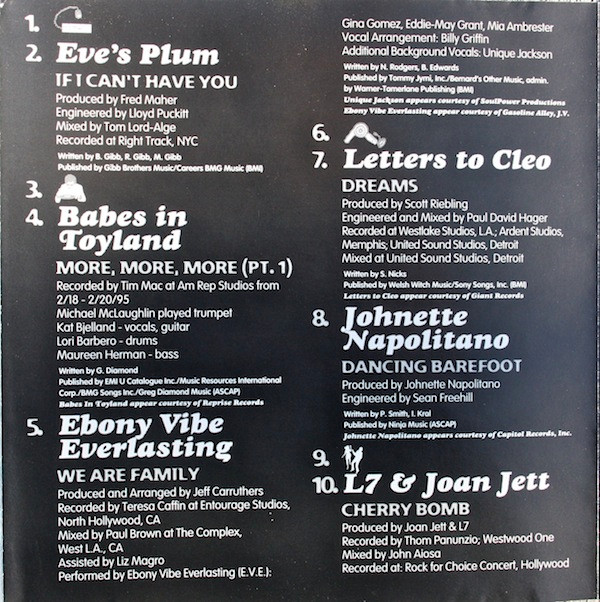 1.
2. Eve's Plum
IF I CAN'T HAVE YOU
Produced by Fred Maher
Engineered by Lloyd Puckitt
Mixed by Tom Lord-Alge
Recorded at Right Track, NYC
Written by B. Gibb, R. Gibb, M. Gibb
Published by Gibb Brothers Music/Careers BMG Music (BMI)
3.
4. Babes in
Toyland
MORE, MORE, MORE (PT. 1)
Recorded by Tim Mac at Am Rep Studios from
2/18 - 2/20/95
Michael McLaughlin played trumpet
Kat Bjelland - vocals, guitar
Lori Barbero - drums
Maureen Herman - bass
Written by G. Diamond
Published by EMI U Catalogue Inc./Music Resources International
Corp./BMG Songs Inc./Greg Diamond Music (ASCAP)
Babes In Toyland appear courtesy of Reprise Records
5. Ebony Vibe
Everlasting
WE ARE FAMILY
Produced and Arranged by Jeff Carruthers
Recorded by Teresa Caffin at Entourage Studios,
North Hollywood, CA
Mixed by Paul Brown at The Complex,
West L.A., CA
Assisted by Liz Magro
Performed by Ebony Vibe Everlasting (E.V.E.):
Gina Gomez, Eddie-May Grant, Mia Ambrester
Vocal Arrangement: Billy Griffin
Additional Background Vocals: Unique Jackson
Written by N. Rodgers, B. Edwards
Published by Tommy Jymi, Inc./Bernard's Other Music, admin.
by Warner-Tamerlane Publishing (BMI)
Unique Jackson appears courtesy of SoulPower Productions
Ebony Vibe Everlasting appear courtesy of Gasoline Alley, J.V.
6.
7. Letters to Cleo
DREAMS
Produced by Scott Riebling
Engineered and Mixed by Paul David Hager
Recorded at Westlake Studios, L.A.; Ardent Studios,
Memphis; United Sound Studios, Detroit
Mixed at United Sound Studios, Detroit
Written by S. Nicks
Published by Welsh Witch Music/Sony Songs, Inc. (BMI)
Letters to Cleo appear courtesy of Giant Records
8. Johnette
Napolitano
DANCING BAREFOOT
Produced by Johnette Napolitano
Engineered by Sean Freehill
Written by P. Smith, I. Kral
Published by Ninja Music (ASCAP)
Johnette Napolitano appears courtesy of Capitol Records, Inc.
9.
10. L7 & Joan Jett
CHERRY BOMB
Produced by Joan Jett & L7
Recorded by Thom Panunzio; Westwood One
Mixed by John Aiosa
Recorded at: Rock for Choice Concert, Hollywood